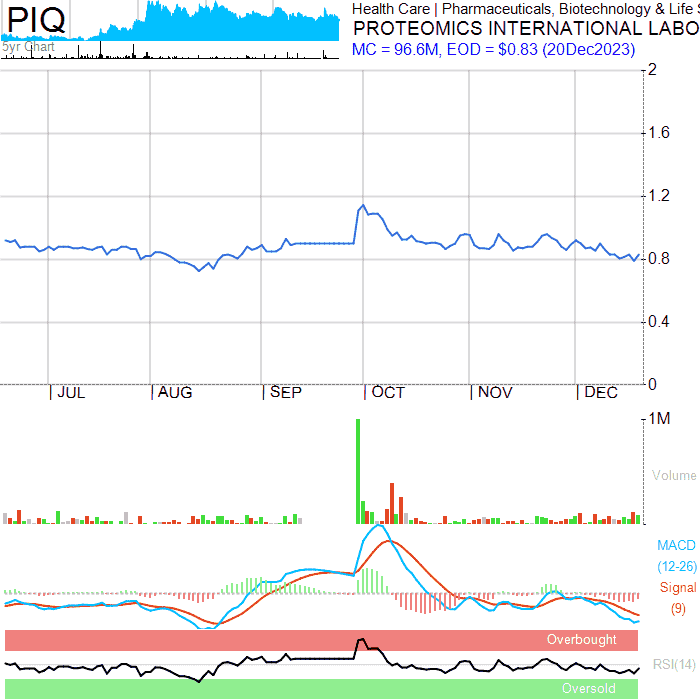 PIQ
5yr Chart
Health Care | Pharmaceuticals, Biotechnology & Life S
PROTEOMICS INTERNATIONAL LABO
MC = 96.6M, EOD = $0.83 (20Dec2023)
2
1.6
1.2
0.8
0.4
0
JUL AUG SEP OCT NOV DEC
1M
Volume
MACD
(12-26)
Signal
(9)
Overbought
RSI(14)
Oversold